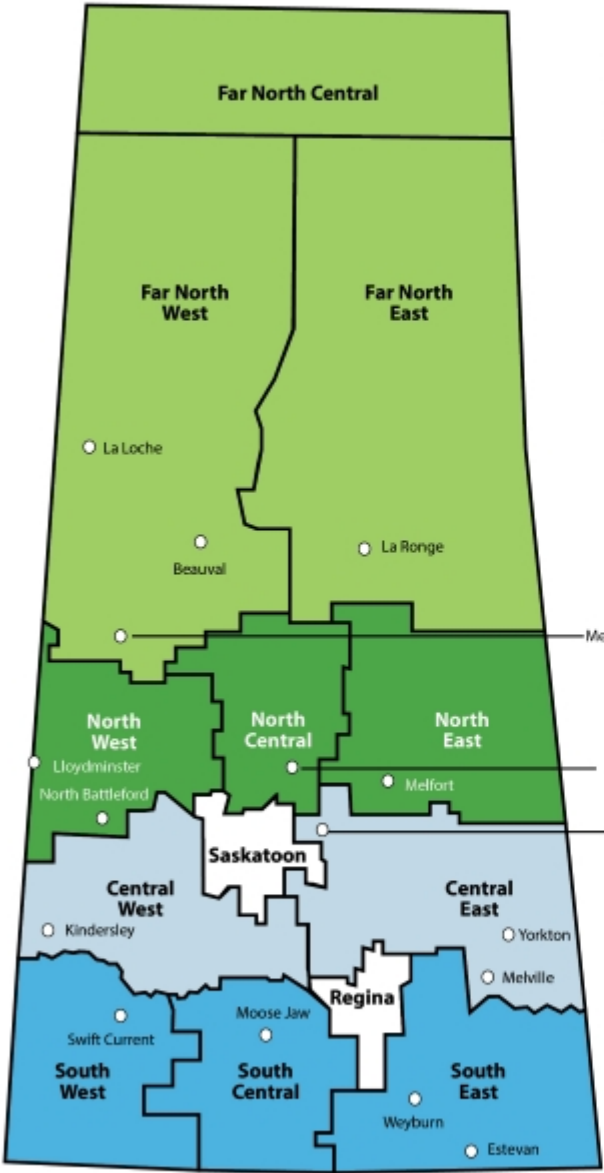 Far North Central
Far North
West
Far North
East
La Loche
Beauval
La Ronge
Me
North
West
North
Central
North
East
Lloydminster
Melfort
North Battleford
Saskatoon
Central
West
Central
East
Kindersley
Yorkton
Melville
Regina
Moose Jaw
Swift Current
South
West
South
Central
South
East
Weyburn
Estevan